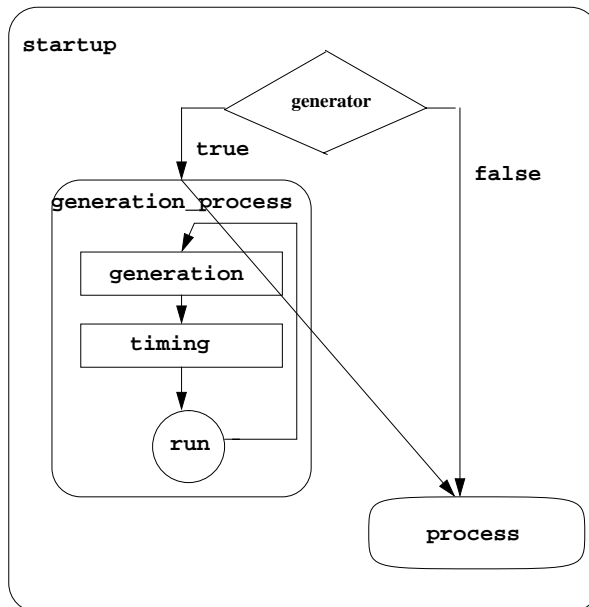 startup
generator
true
false
generation_process
generation
timing
run
process